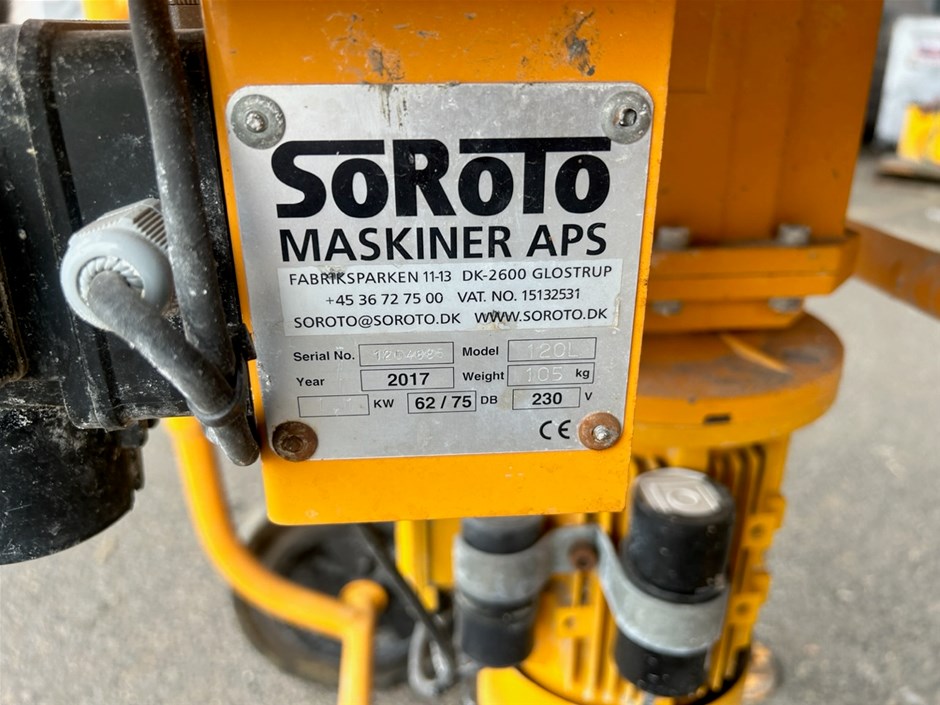 SOROTO
MASKINER APS
FABRIKSPARKEN 11-13 DK-2600 GLOSTRUP
+45 36 72 75 00 VAT. NO. 15132531
SOROTO@SOROTO.DK WWW.SOROTO.DK
Serial No. Model 120L
Year 2017 Weight 105 kg
KW 62 / 75 DB 230 V
CE